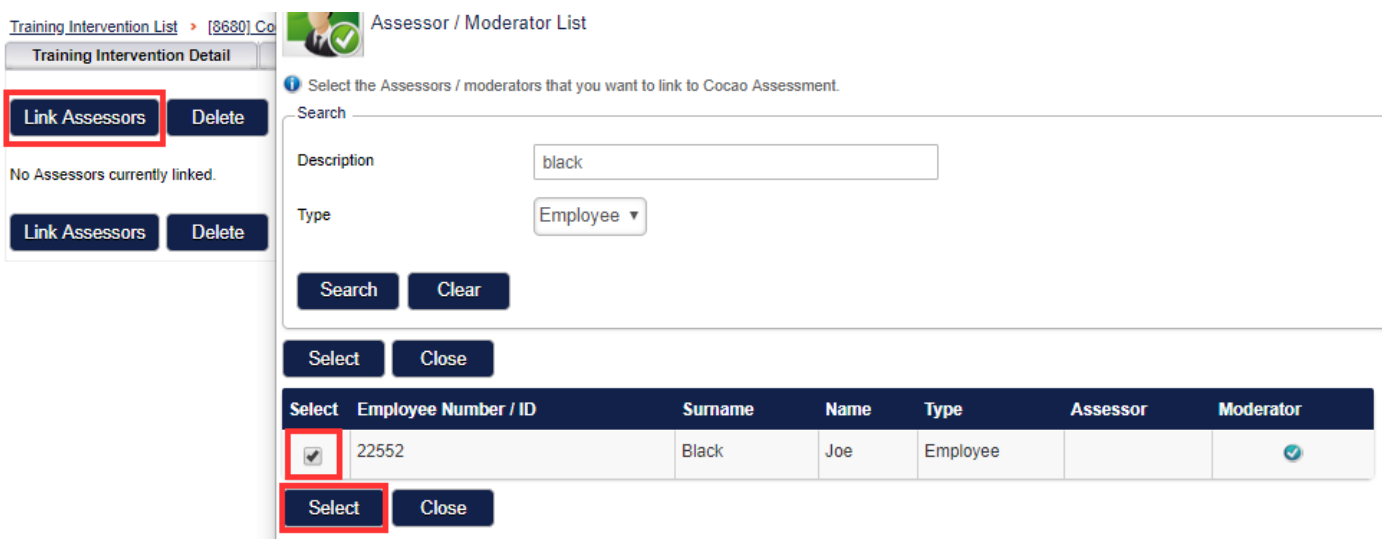 Training Intervention List > [8680] Co
Training Intervention Detail
Link Assessors Delete
No Assessors currently linked.
Link Assessors Delete
Assessor / Moderator List
Select the Assessors / moderators that you want to link to Cocao Assessment.
Search
Description black
Type Employee
Search Clear
Select Close
Select Employee Number / ID Surname Name Type Assessor Moderator
22552 Black Joe Employee
Select Close